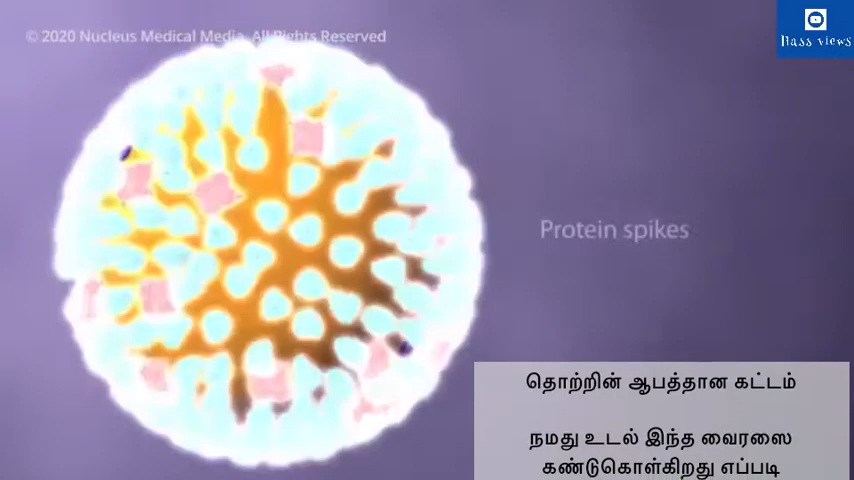 © 2020 Nucleus Medical Media, All Rights Reserved
Hass views
Protein spikes
தொற்றின் ஆபத்தான கட்டம்
நமது உடல் இந்த வைரஸை
கண்டுகொள்கிறது எப்படி